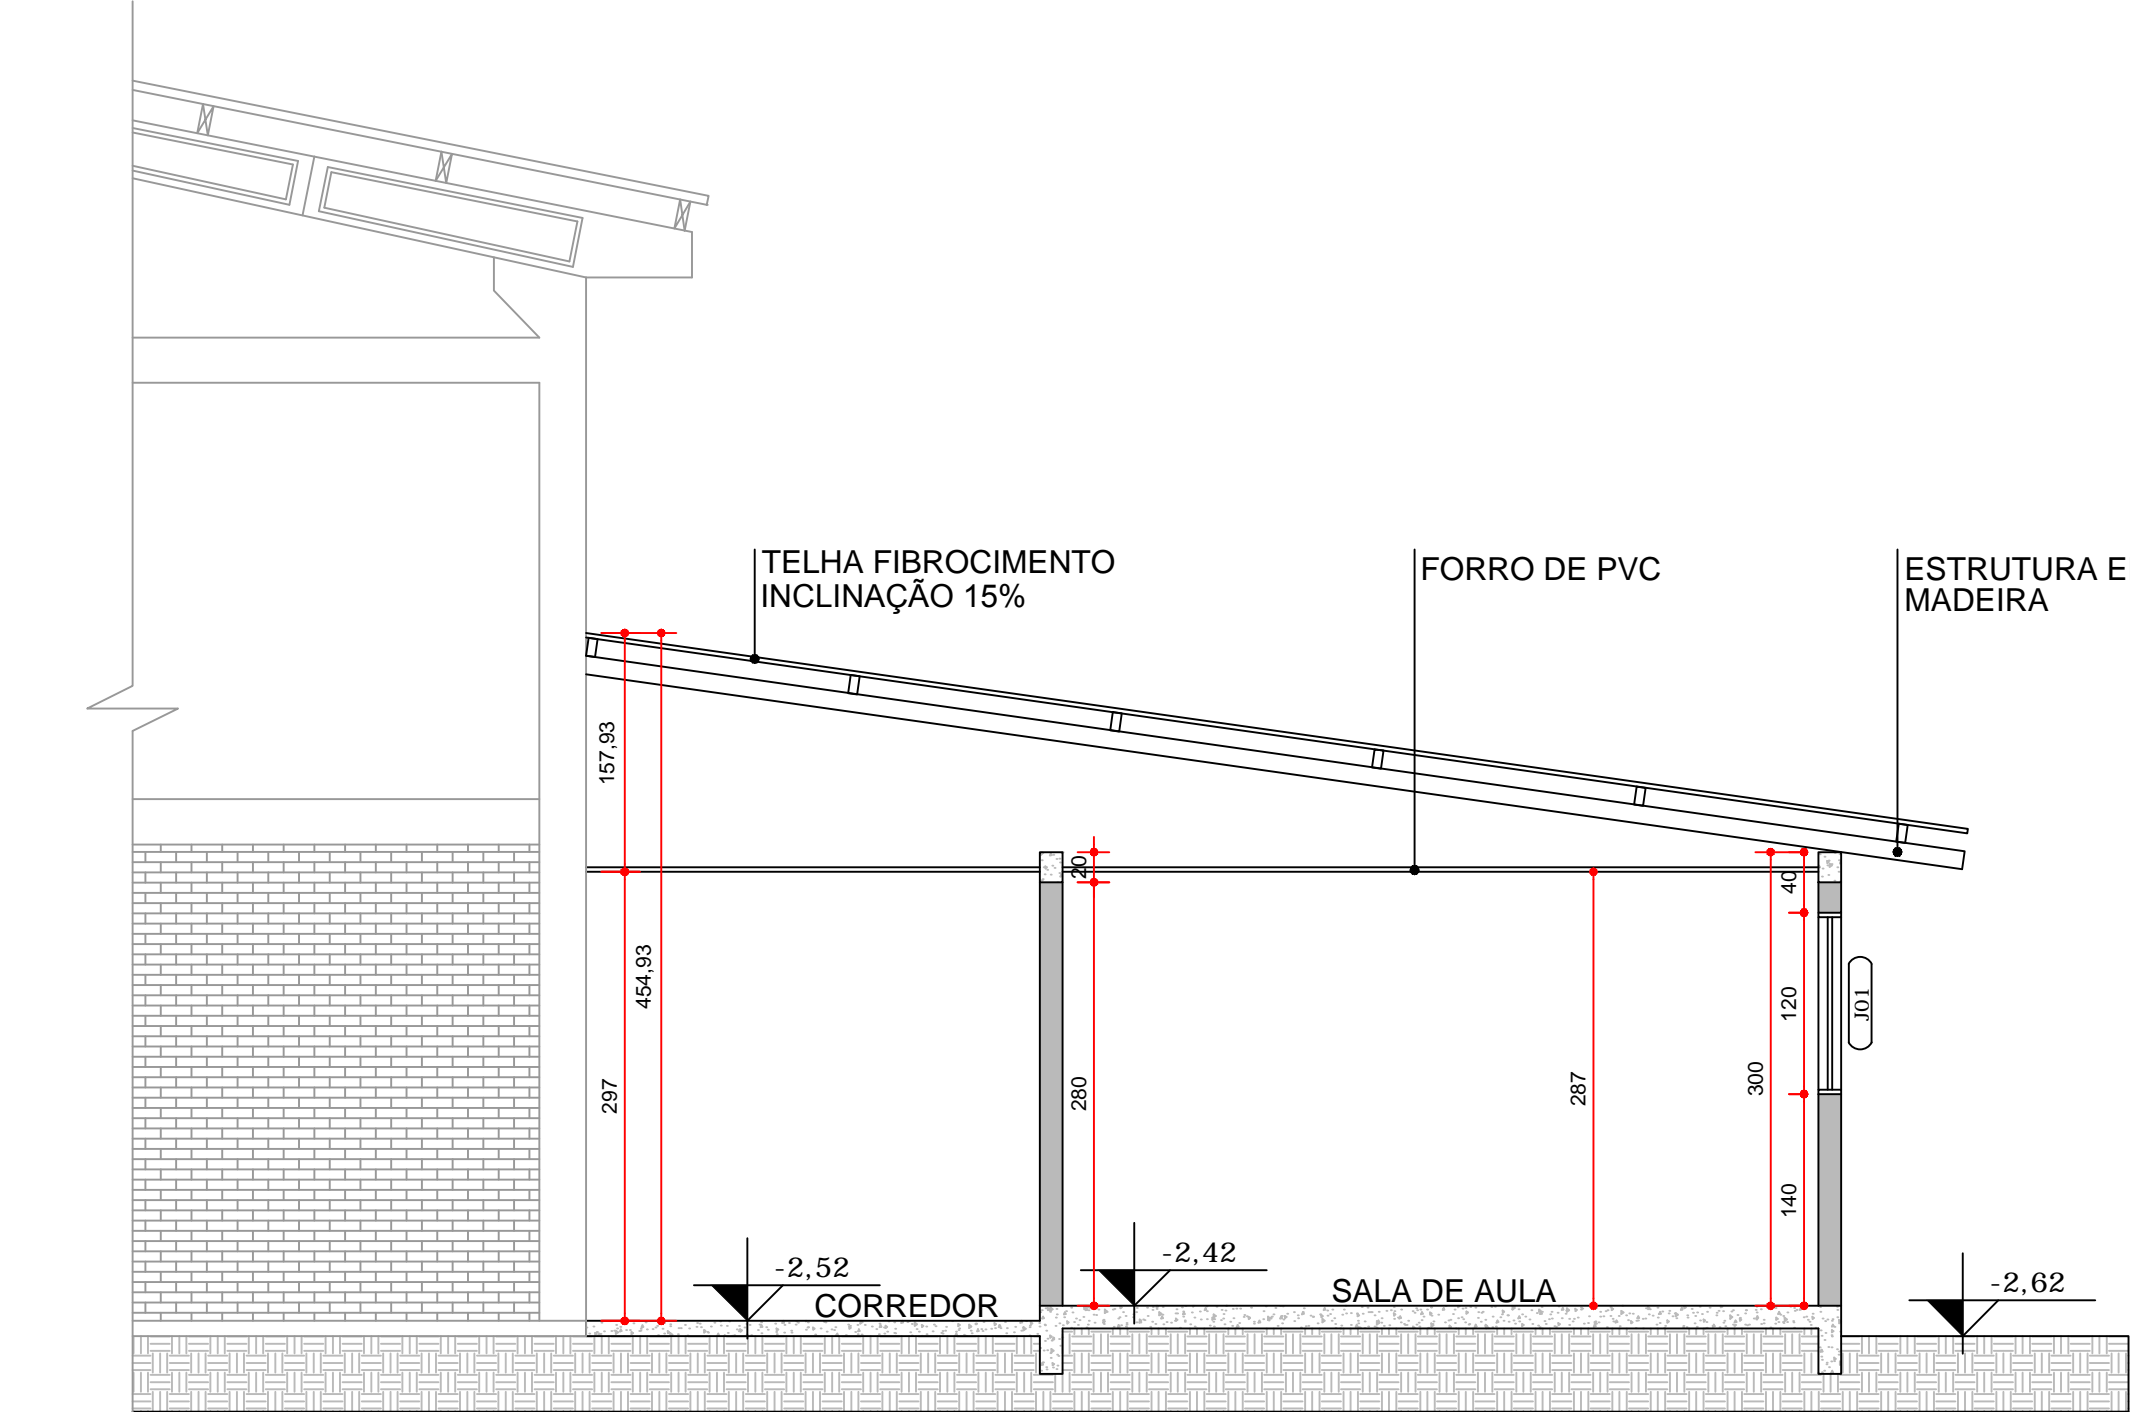 TELHA FIBROCIMENTO
INCLINAÇÃO 15%
FORRO DE PVC
ESTRUTURA E
MADEIRA
157,93
454,93
297
20
280
287
300
40
120
140
J01
-2,52
CORREDOR
-2,42
SALA DE AULA
-2,62